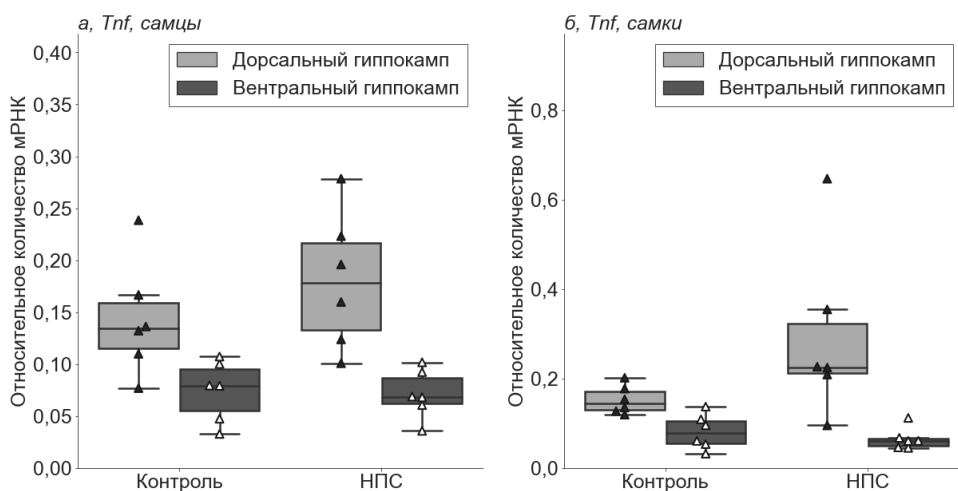 а, Tnf, самцы
0,40
0,35
0,30
0,25
0,20
0,15
0,10
0,05
0,00
Относительное количество мРНК
Дорсальный гиппокамп
Вентральный гиппокамп
Контроль
НПС
б, Tnf, самки
0,8
0,6
0,4
0,2
0,0
Относительное количество мРНК
Дорсальный гиппокамп
Вентральный гиппокамп
Контроль
НПС